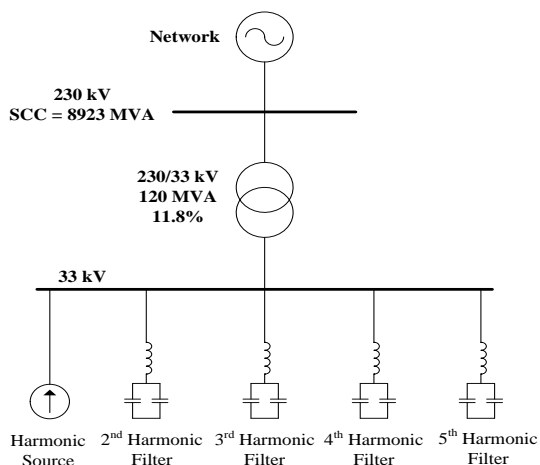 Network
230 kV
SCC = 8923 MVA
230/33 kV
120 MVA
11.8%
33 kV
Harmonic Source
2nd Harmonic Filter
3rd Harmonic Filter
4th Harmonic Filter
5th Harmonic Filter